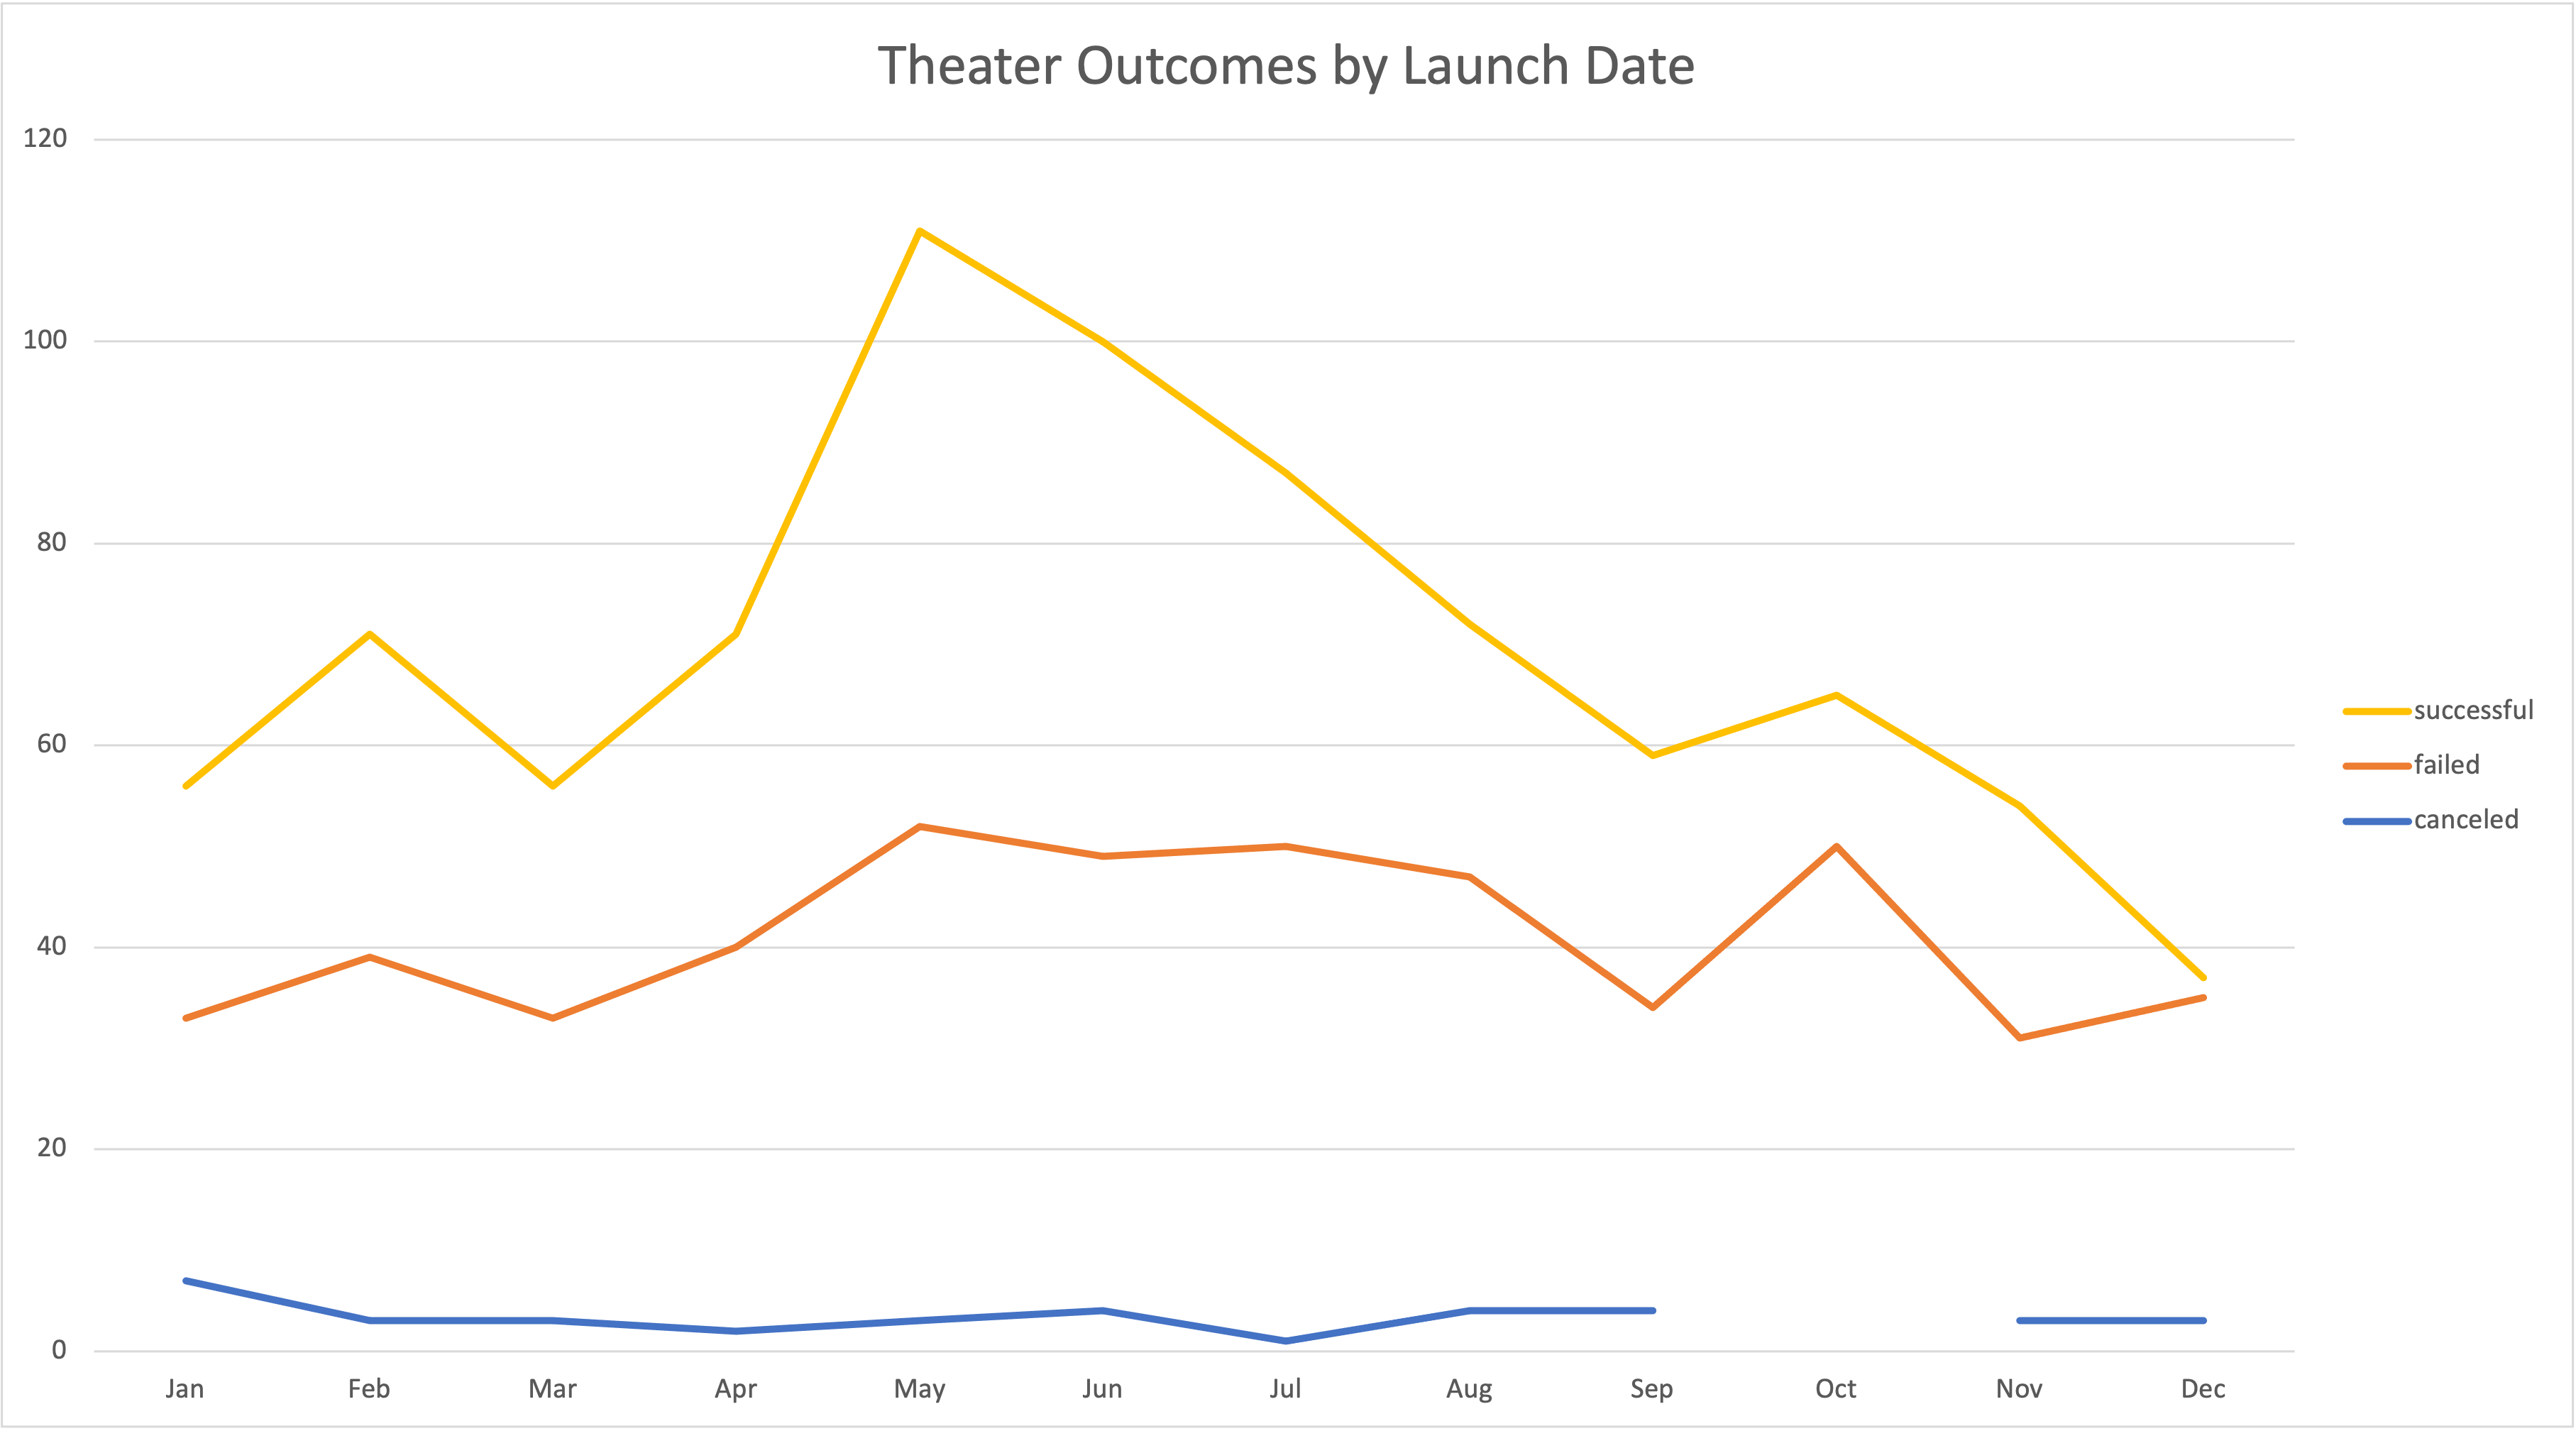 Theater Outcomes by Launch Date
120
100
80
60
40
20
0
Jan Feb Mar Apr May Jun Jul Aug Sep Oct Nov Dec
successful
failed
canceled